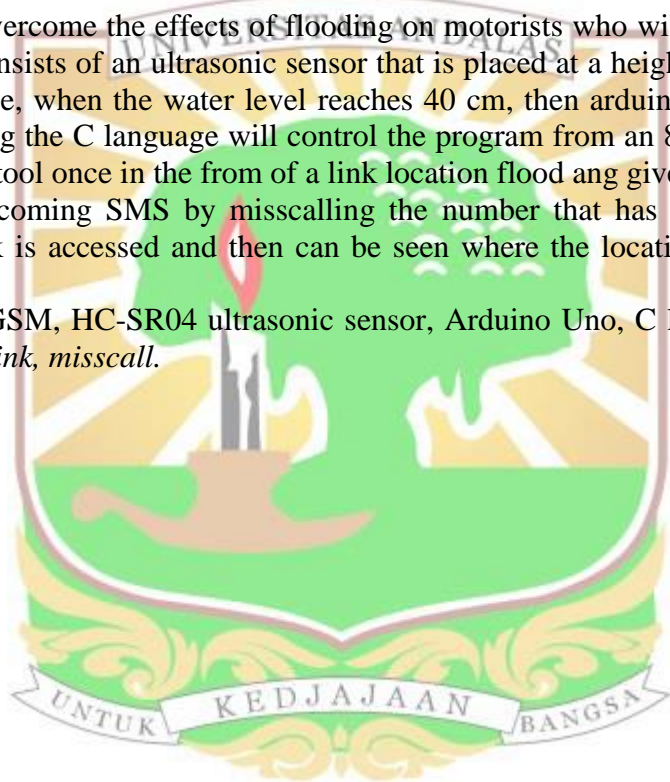 vercome the effects of flooding on motorists who wi
UNIVERSITAS ANDALAS
nsists of an ultrasonic sensor that is placed at a heigh
e, when the water level reaches 40 cm, then arduin
g the C language will control the program from an 8
tool once in the from of a link location flood ang give
coming SMS by misscalling the number that has
k is accessed and then can be seen where the locati
GSM, HC-SR04 ultrasonic sensor, Arduino Uno, C
ink, misscall.
UNTUK KEDJAJAAN BANGSA